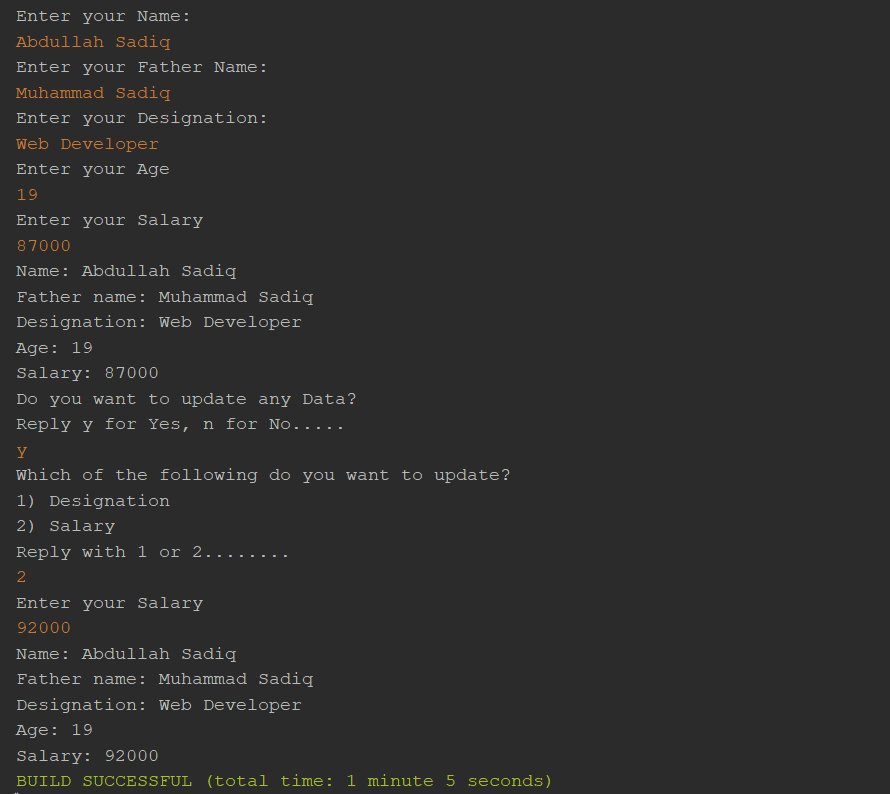 Enter your Name:
Abdullah Sadiq
Enter your Father Name:
Muhammad Sadiq
Enter your Designation:
Web Developer
Enter your Age
19
Enter your Salary
87000
Name: Abdullah Sadiq
Father name: Muhammad Sadiq
Designation: Web Developer
Age: 19
Salary: 87000
Do you want to update any Data?
Reply y for Yes, n for No.....
y
Which of the following do you want to update?
1) Designation
2) Salary
Reply with 1 or 2........
2
Enter your Salary
92000
Name: Abdullah Sadiq
Father name: Muhammad Sadiq
Designation: Web Developer
Age: 19
Salary: 92000
BUILD SUCCESSFUL (total time: 1 minute 5 seconds)